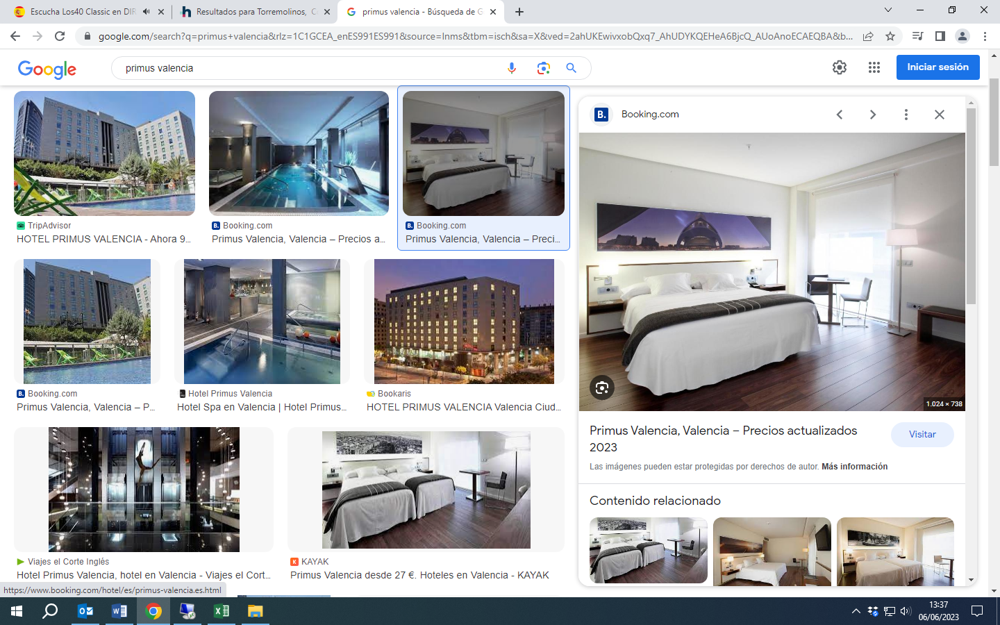 Escucha Los40 Classic en DIR
Resultados para Torremolinos, C
primus valencia - Búsqueda de G
google.com/search?q=primus+valencia&rlz=1C1GCEA_enES991ES991&source=lnms&tbm=isch&sa=X&ved=2ahUKEwivxobQxq7_AhUDYKQEHeA6BjcQ_AUoAnoECAEQBA&b...
Google
primus valencia
Iniciar sesión
TripAdvisor
HOTEL PRIMUS VALENCIA - Ahora 9...
B. Booking.com
Primus Valencia, Valencia – Precios a...
B. Booking.com
Primus Valencia, Valencia – Preci...
B. Booking.com
Primus Valencia, Valencia – P...
Hotel Primus Valencia
Hotel Spa en Valencia | Hotel Primus...
Bookaris
HOTEL PRIMUS VALENCIA Valencia Ciud...
Viajes el Corte Inglés
Hotel Primus Valencia, hotel en Valencia - Viajes el Cort...
K KAYAK
Primus Valencia desde 27 €. Hoteles en Valencia - KAYAK
B. Booking.com
1.024 × 738
Primus Valencia, Valencia – Precios actualizados
2023
Visitar
Las imágenes pueden estar protegidas por derechos de autor. Más información
Contenido relacionado
https://www.booking.com/hotel/es/primus-valencia.es.html
13:37
06/06/2023